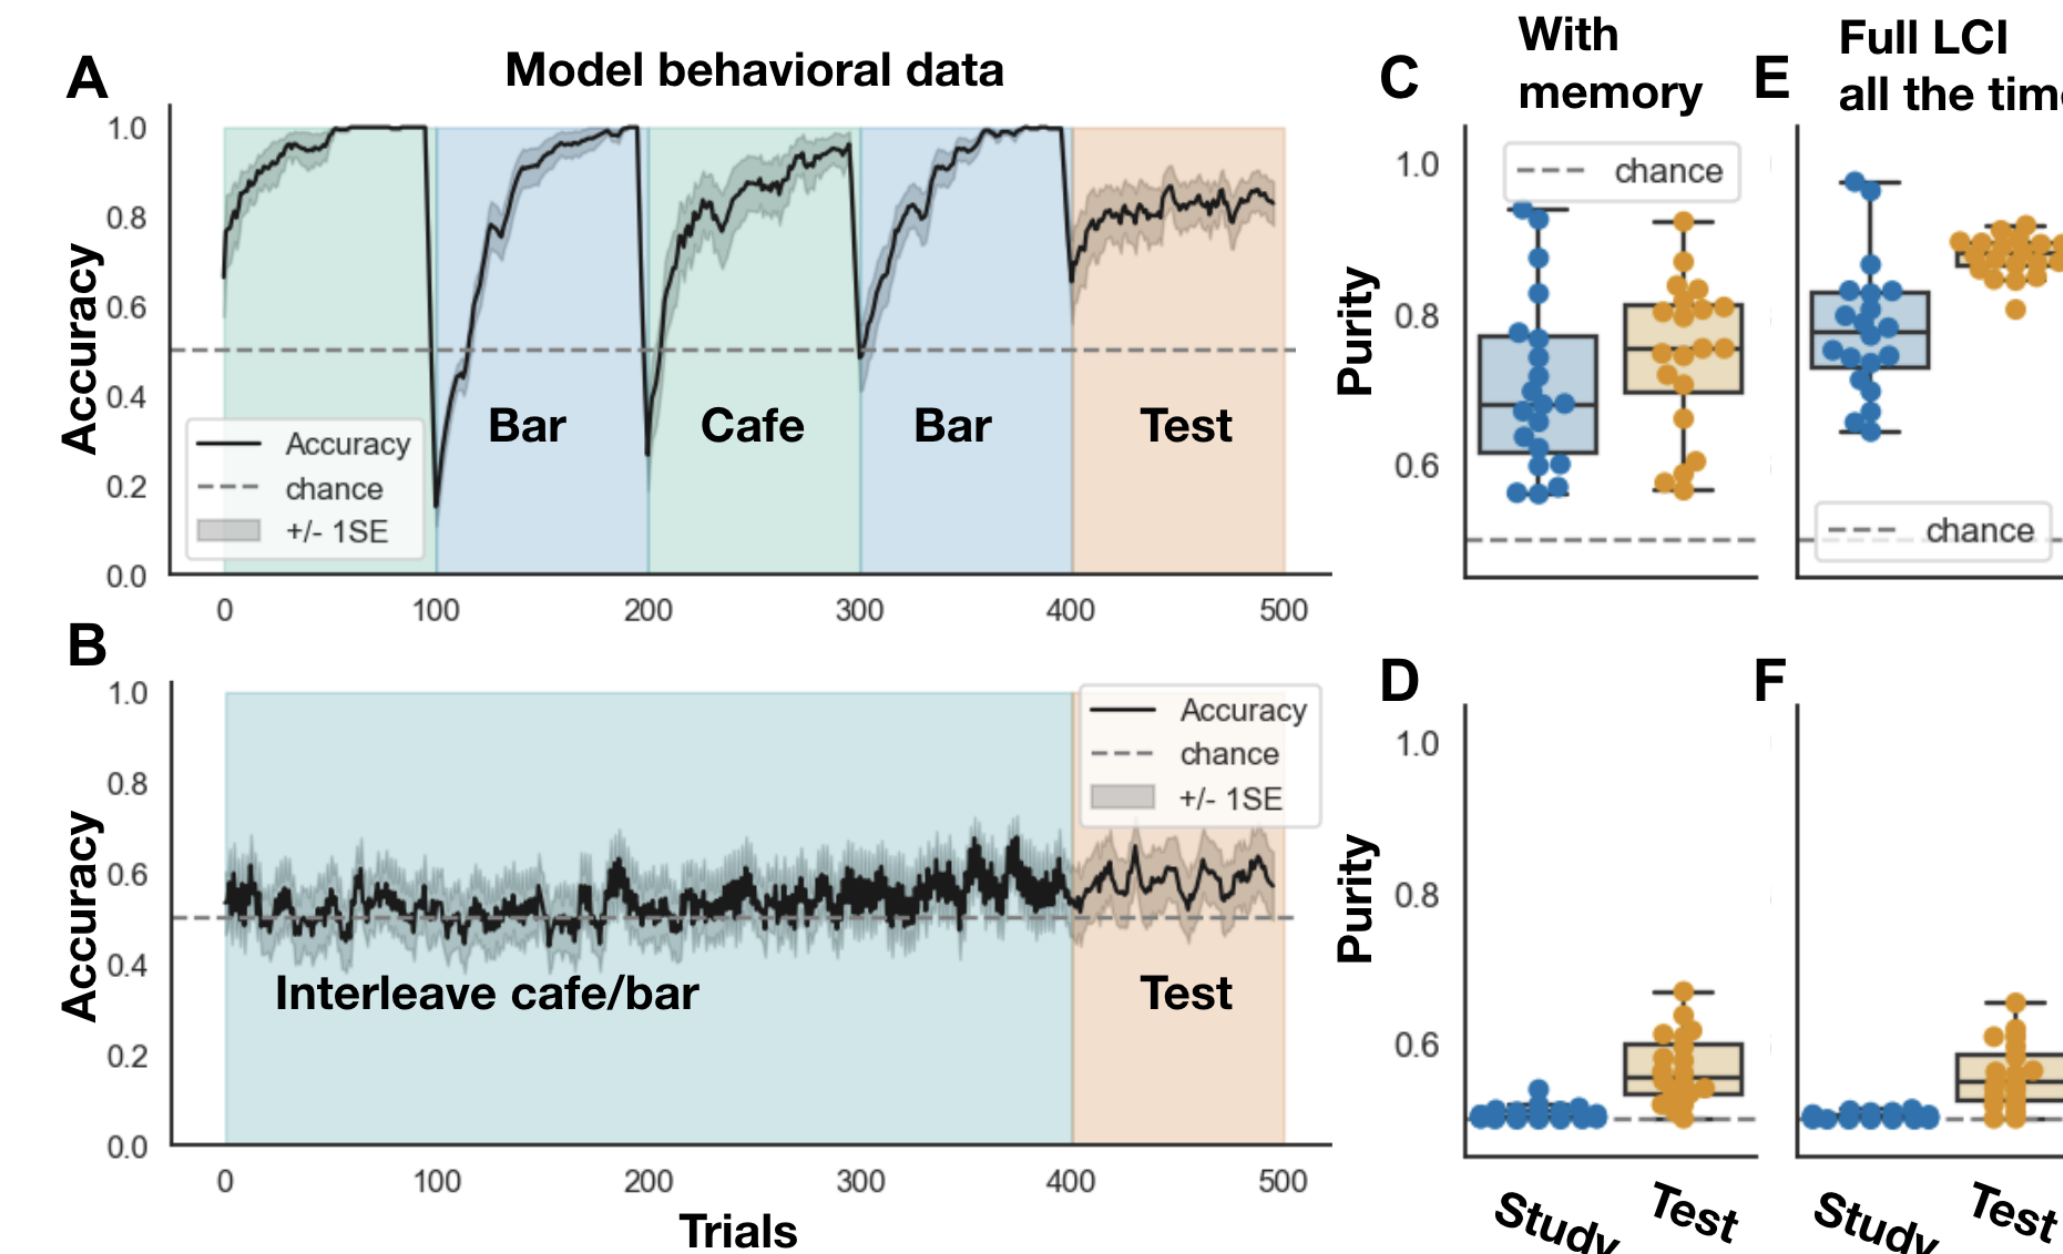 A
Model behavioral data
Accuracy
1.0
0.8
0.6
0.4
0.2
0.0
Bar
Cafe
Bar
Test
Accuracy
chance
+/- 1SE
0
100
200
300
400
500
B
Accuracy
1.0
0.8
0.6
0.4
0.2
0.0
Accuracy
chance
+/- 1SE
Interleave cafe/bar
Test
0
100
200
300
400
500
Trials
C
With
memory
Purity
1.0
0.8
0.6
chance
E
Full LCI
all the time
chance
D
Purity
1.0
0.8
0.6
Study
Test
F
Study
Test